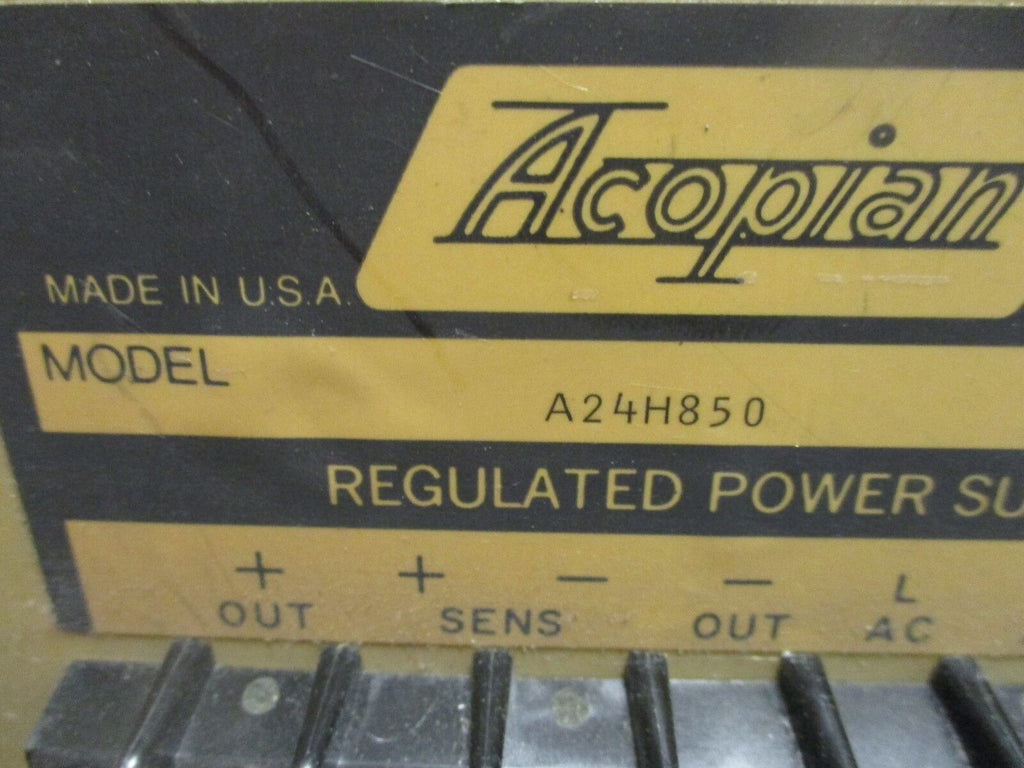 Acopian
MADE IN U.S.A.
MODEL
A24H850
REGULATED POWER SU
+ + − − L
OUT SENS OUT AC